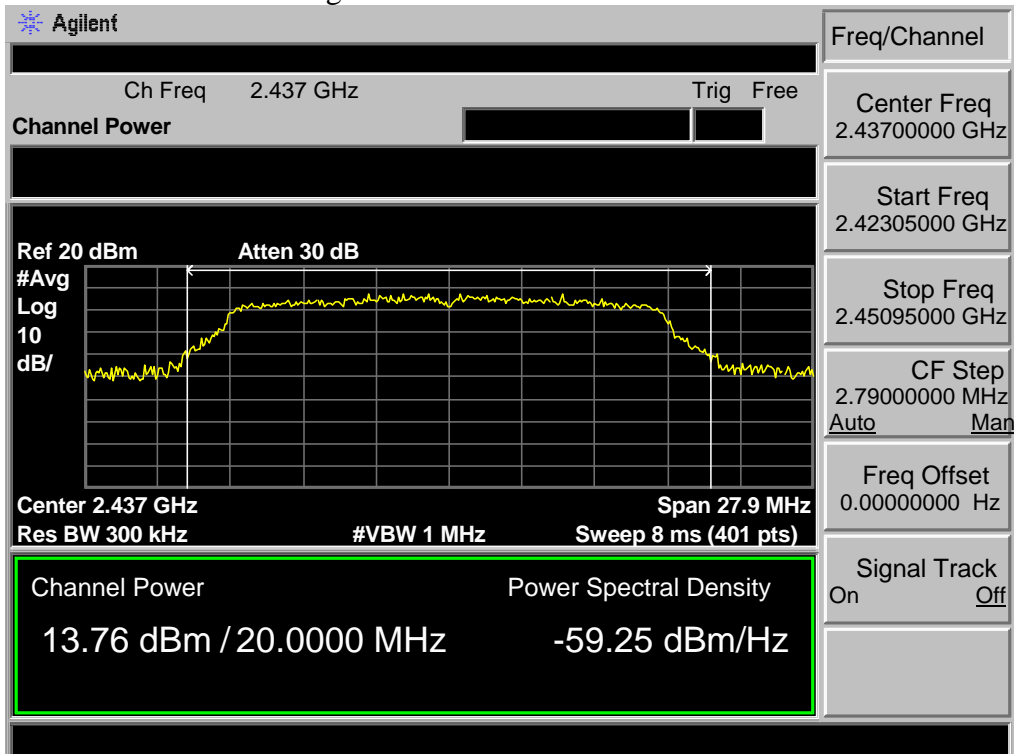 Agilent
Freq/Channel
Ch Freq 2.437 GHz Trig Free
Channel Power
Center Freq
2.43700000 GHz
Start Freq
2.42305000 GHz
Ref 20 dBm Atten 30 dB
#Avg
Log
10
dB/
Stop Freq
2.45095000 GHz
CF Step
2.79000000 MHz
Auto Man
Center 2.437 GHz Span 27.9 MHz
Res BW 300 kHz #VBW 1 MHz Sweep 8 ms (401 pts)
Freq Offset
0.00000000 Hz
Channel Power Power Spectral Density
13.76 dBm / 20.0000 MHz -59.25 dBm/Hz
Signal Track
On Off